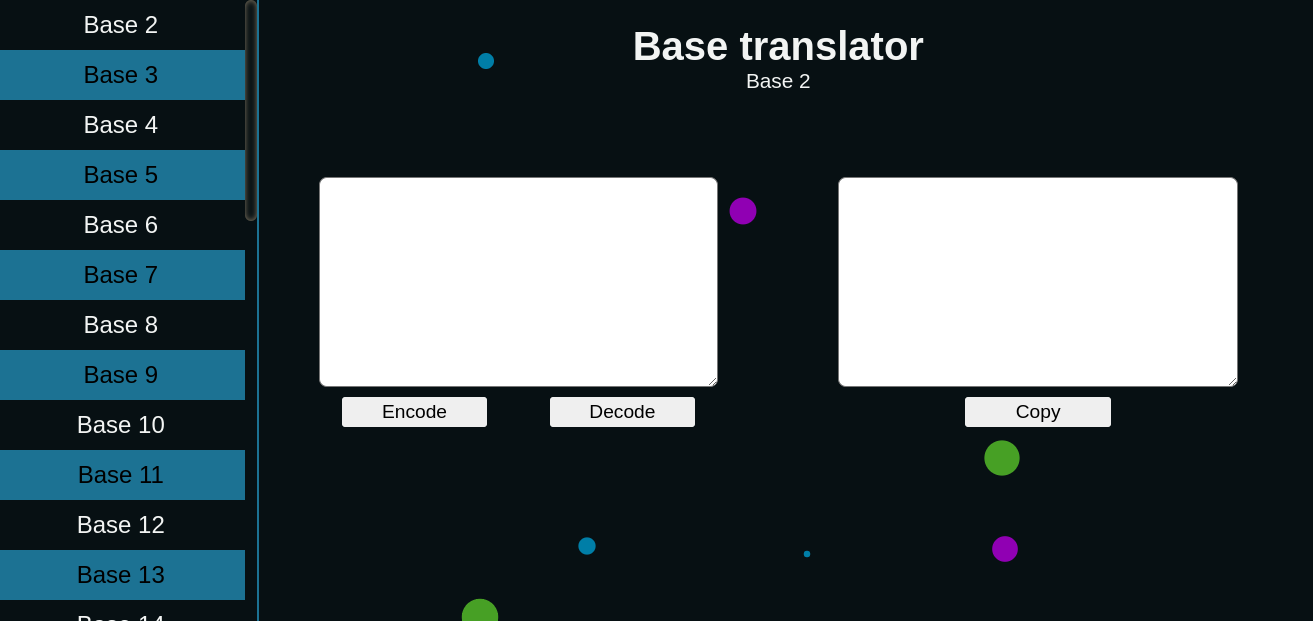 Base 2
Base 3
Base 4
Base 5
Base 6
Base 7
Base 8
Base 9
Base 10
Base 11
Base 12
Base 13
Base 14
Base translator
Base 2
Encode
Decode
Copy